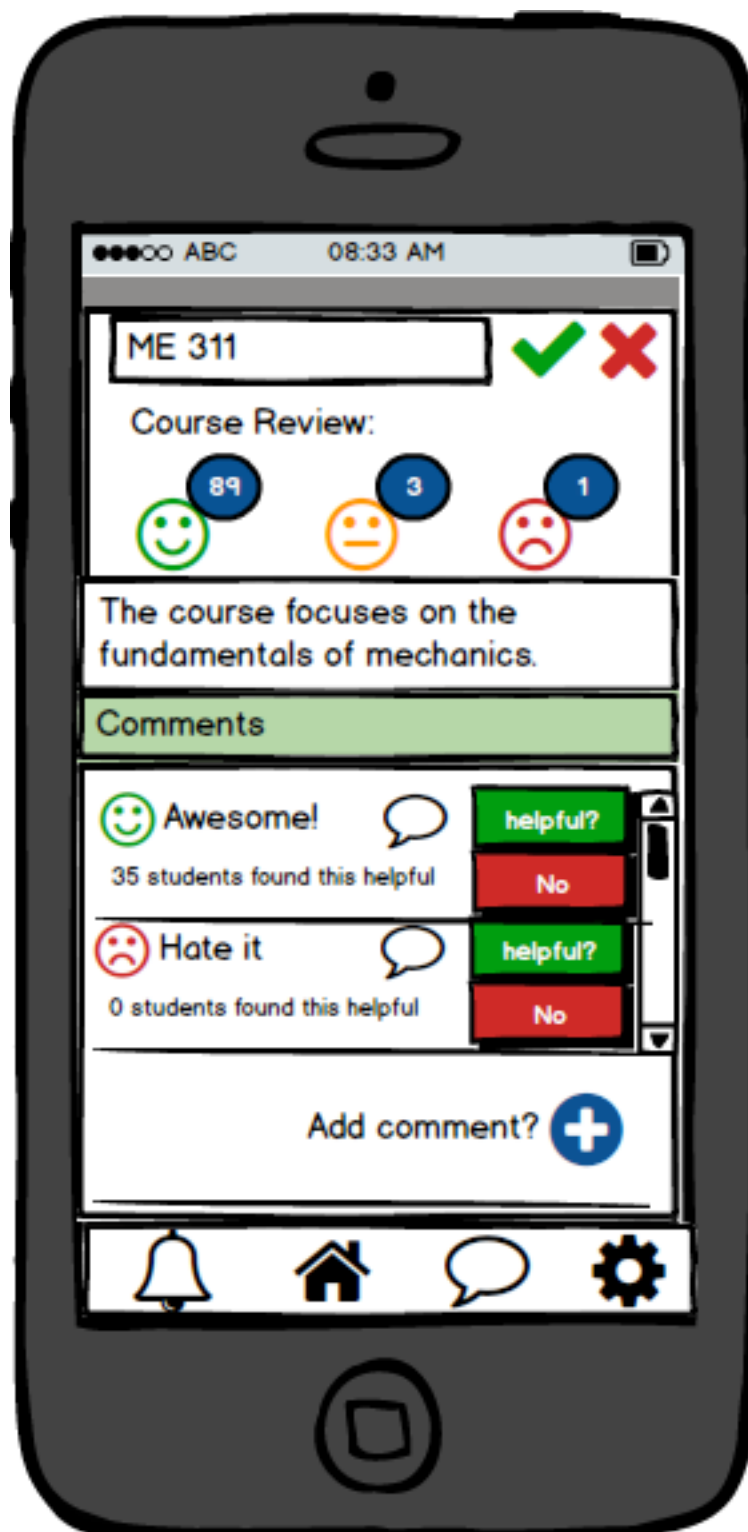 ABC 08:33 AM
ME 311
Course Review:
89 3 1
The course focuses on the
fundamentals of mechanics.
Comments
Awesome! helpful?
35 students found this helpful No
Hate it helpful?
0 students found this helpful No
Add comment?